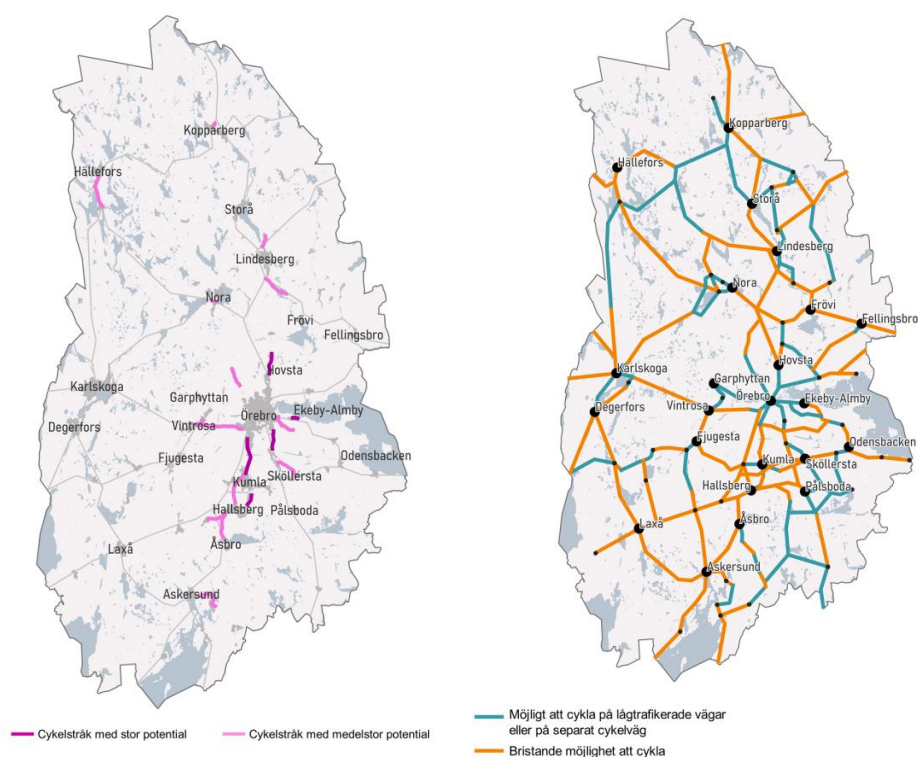 Kopparberg
Hällefors
Storå
Lindesberg
Nora
Frövi
Fellingsbro
Hovsta
Karlskoga
Garphyttan
Örebro
Ekeby-Almby
Degerfors
Vintrosa
Fjugesta
Odensbacken
Sköllersta
Kumla
Hallsberg
Pålsboda
Laxå
Åsbro
Askersund
Cykelstråk med stor potential
Cykelstråk med medelstor potential
Kopparberg
Hällefors
Storå
Lindesberg
Nora
Frövi
Fellingsbro
Hovsta
Karlskoga
Garphyttan
Örebro
Ekeby-Almby
Degerfors
Vintrosa
Fjugesta
Odensbacken
Kumla
Sköllersta
Hallsberg
Pålsboda
Laxå
Åsbro
Askersund
Möjligt att cykla på lågtrafikerade vägar
eller på separat cykelväg
Bristande möjlighet att cykla